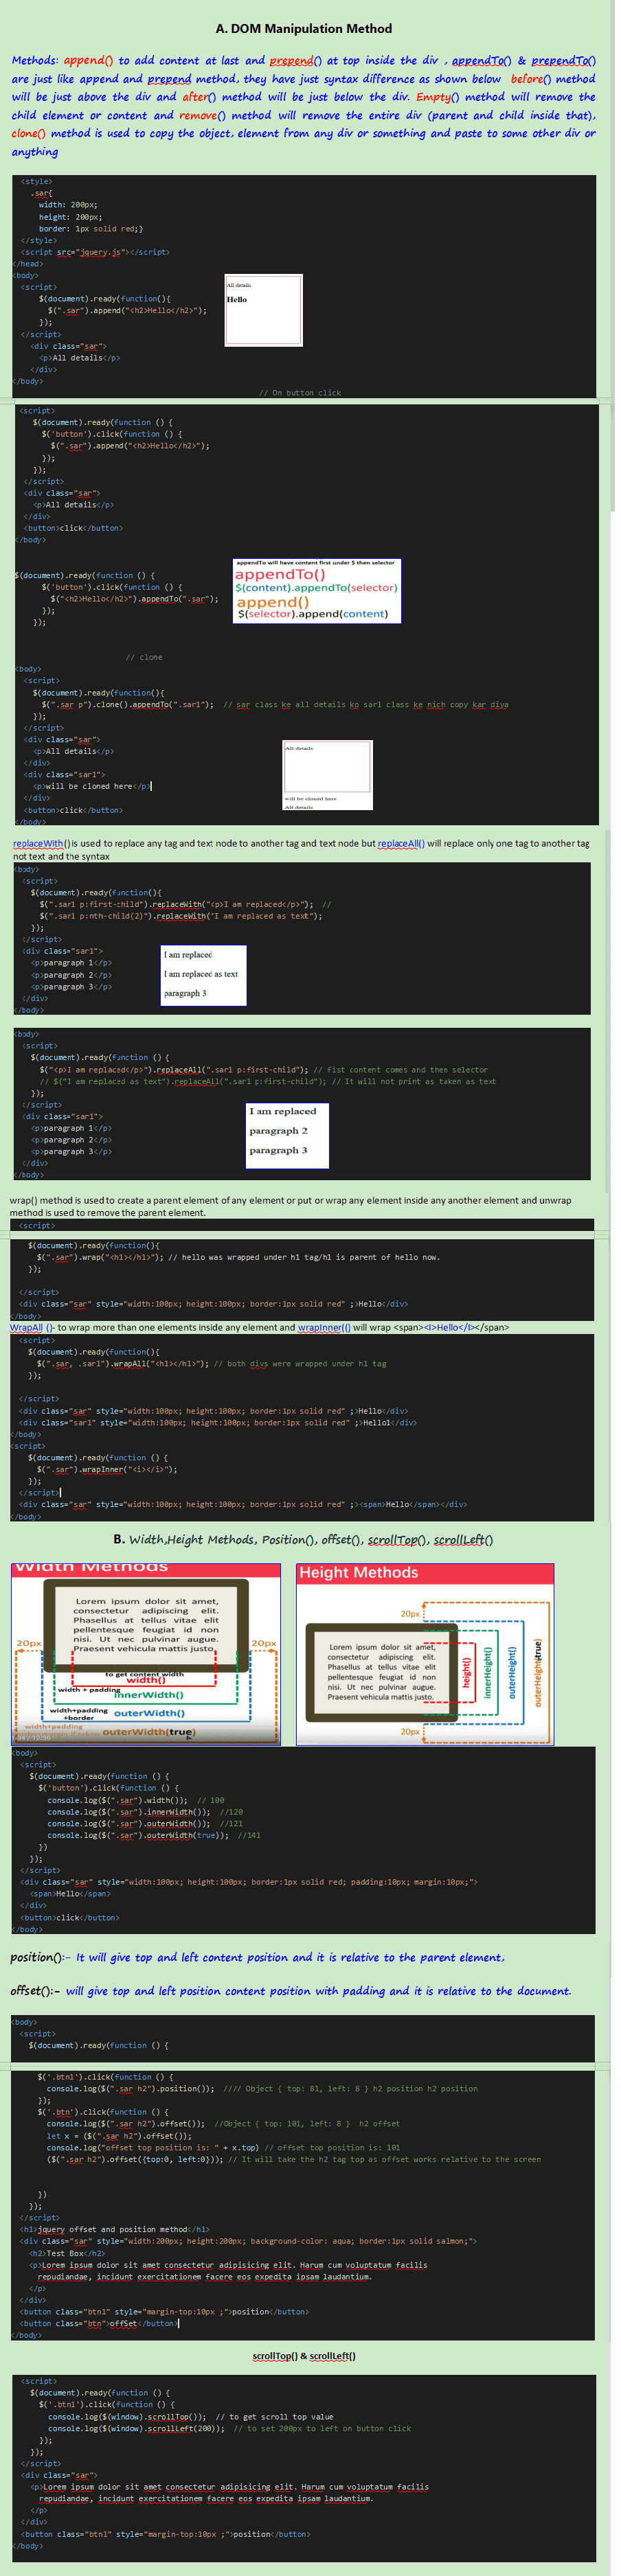 A. DOM Manipulation Method
Methods: append() to add content at last and prepend() at top inside the div , appendTo() & prependTo()
are just like append and prepend method, they have just syntax difference as shown below  before() method
will be just above the div and after() method will be just below the div. Empty() method will remove the
child element or content and remove() method will remove the entire div (parent and child inside that),
clone() method is used to copy the object, element from any div or something and paste to some other div or
anything
<style>
.sar{
width: 200px;
height: 200px;
border: 1px solid red;}
</style>
<script src="jquery.js"></script>
</head>
<body>
<script>
$(document).ready(function(){
$(".sar").append("<h2>Hello</h2>");
});
</script>
<div class="sar">
<p>All details</p>
</div>
</body>
All details
Hello
// On button click
<script>
$(document).ready(function () {
$('button').click(function () {
$(".sar").append("<h2>Hello</h2>");
});
});
</script>
<div class="sar">
<p>All details</p>
</div>
<button>click</button>
</body>
$(document).ready(function () {
$('button').click(function () {
$("<h2>Hello</h2>").appendTo(".sar");
});
});
appendTo will have content first under $ then selector
appendTo()
$(content).appendTo(selector)
append()
$(selector).append(content)
// clone
<body>
<script>
$(document).ready(function(){
$(".sar p").clone().appendTo(".sar1");  // sar class ke all details ko sar1 class ke nich copy kar diya
});
</script>
<div class="sar">
<p>All details</p>
</div>
<div class="sar1">
<p>will be cloned here</p>
</div>
<button>click</button>
</body>
All details
will be cloned here
All details
replaceWith() is used to replace any tag and text node to another tag and text node but replaceAll() will replace only one tag to another tag
not text and the syntax
<body>
<script>
$(document).ready(function(){
$(".sar1 p:first-child").replaceWith("<p>I am replaced</p>");  //
$(".sar1 p:nth-child(2)").replaceWith("I am replaced as text");
});
</script>
<div class="sar1">
<p>paragraph 1</p>
<p>paragraph 2</p>
<p>paragraph 3</p>
</div>
</body>
I am replaced
I am replaced as text
paragraph 3
<body>
<script>
$(document).ready(function () {
$("<p>I am replaced</p>").replaceAll(".sar1 p:first-child"); // fist content comes and then selector
// $("I am replaced as text").replaceAll(".sar1 p:first-child"); // It will not print as taken as text
});
</script>
<div class="sar1">
<p>paragraph 1</p>
<p>paragraph 2</p>
<p>paragraph 3</p>
</div>
</body>
I am replaced
paragraph 2
paragraph 3
wrap() method is used to create a parent element of any element or put or wrap any element inside any another element and unwrap
method is used to remove the parent element.
<script>
$(document).ready(function(){
$(".sar").wrap("<h1></h1>"); // hello was wrapped under h1 tag/h1 is parent of hello now.
});
</script>
<div class="sar" style="width:100px; height:100px; border:1px solid red" ;>Hello</div>
</body>
WrapAll ()- to wrap more than one elements inside any element and wrapInner(() will wrap <span><I>Hello</I></span>
<script>
$(document).ready(function(){
$(".sar, .sar1").wrapAll("<h1></h1>"); // both divs were wrapped under h1 tag
});
</script>
<div class="sar" style="width:100px; height:100px; border:1px solid red" ;>Hello</div>
<div class="sar1" style="width:100px; height:100px; border:1px solid red" ;>Hello1</div>
</body>
<script>
$(document).ready(function () {
$(".sar").wrapInner("<i></i>");
});
</script>
<div class="sar" style="width:100px; height:100px; border:1px solid red" ;><span>Hello</span></div>
</body>
B. Width,Height Methods, Position(), offset(), scrollTop(), scrollLeft()
Width Methods
Lorem ipsum dolor sit amet,
consectetur adipiscing elit.
Phasellus at tellus vitae elit
pellentesque feugiat id non
nisi. Ut nec pulvinar augue.
Praesent vehicula mattis justo.
20px
20px
to get content width
width()
width + padding
innerWidth()
width+padding
+border
outerWidth()
width+padding
outerWidth(true)
Height Methods
20px
Lorem ipsum dolor sit amet,
consectetur adipiscing elit.
Phasellus at tellus vitae elit
pellentesque feugiat id non
nisi. Ut nec pulvinar augue.
Praesent vehicula mattis justo.
height()
innerHeight()
outerHeight()
outerHeight(true)
20px
<body>
<script>
$(document).ready(function () {
$('button').click(function () {
console.log($(".sar").width());  // 100
console.log($(".sar").innerWidth());  //120
console.log($(".sar").outerWidth());  //121
console.log($(".sar").outerWidth(true));  //141
})
});
</script>
<div class="sar" style="width:100px; height:100px; border:1px solid red; padding:10px; margin:10px;">
<span>Hello</span>
</div>
<button>click</button>
</body>
position():- It will give top and left content position and it is relative to the parent element,
offset():- will give top and left position content position with padding and it is relative to the document.
<body>
<script>
$(document).ready(function () {
$('.btn1').click(function () {
console.log($(".sar h2").position());  //// Object { top: 81, left: 8 } h2 position h2 position
});
$('.btn').click(function () {
console.log($(".sar h2").offset());  //Object { top: 101, left: 8 }  h2 offset
let x = ($(".sar h2").offset());
console.log("offset top position is: " + x.top) // offset top position is: 101
($(".sar h2").offset({top:0, left:0})); // It will take the h2 tag top as offset works relative to the screen
})
});
</script>
<h1>jquery offset and position method</h1>
<div class="sar" style="width:200px; height:200px; background-color: aqua; border:1px solid salmon;">
<h2>Test Box</h2>
<p>Lorem ipsum dolor sit amet consectetur adipisicing elit. Harum cum voluptatum facilis
repudiandae, incidunt exercitationem facere eos expedita ipsam laudantium.
</p>
</div>
<button class="btn1" style="margin-top:10px ;">position</button>
<button class="btn">offSet</button>
</body>
scrollTop() & scrollLeft()
<script>
$(document).ready(function () {
$('.btn1').click(function () {
console.log($(window).scrollTop());  // to get scroll top value
console.log($(window).scrollLeft(200));  // to set 200px to left on button click
});
});
</script>
<div class="sar">
<p>Lorem ipsum dolor sit amet consectetur adipisicing elit. Harum cum voluptatum facilis
repudiandae, incidunt exercitationem facere eos expedita ipsam laudantium.
</p>
</div>
<button class="btn1" style="margin-top:10px ;">position</button>
</body>